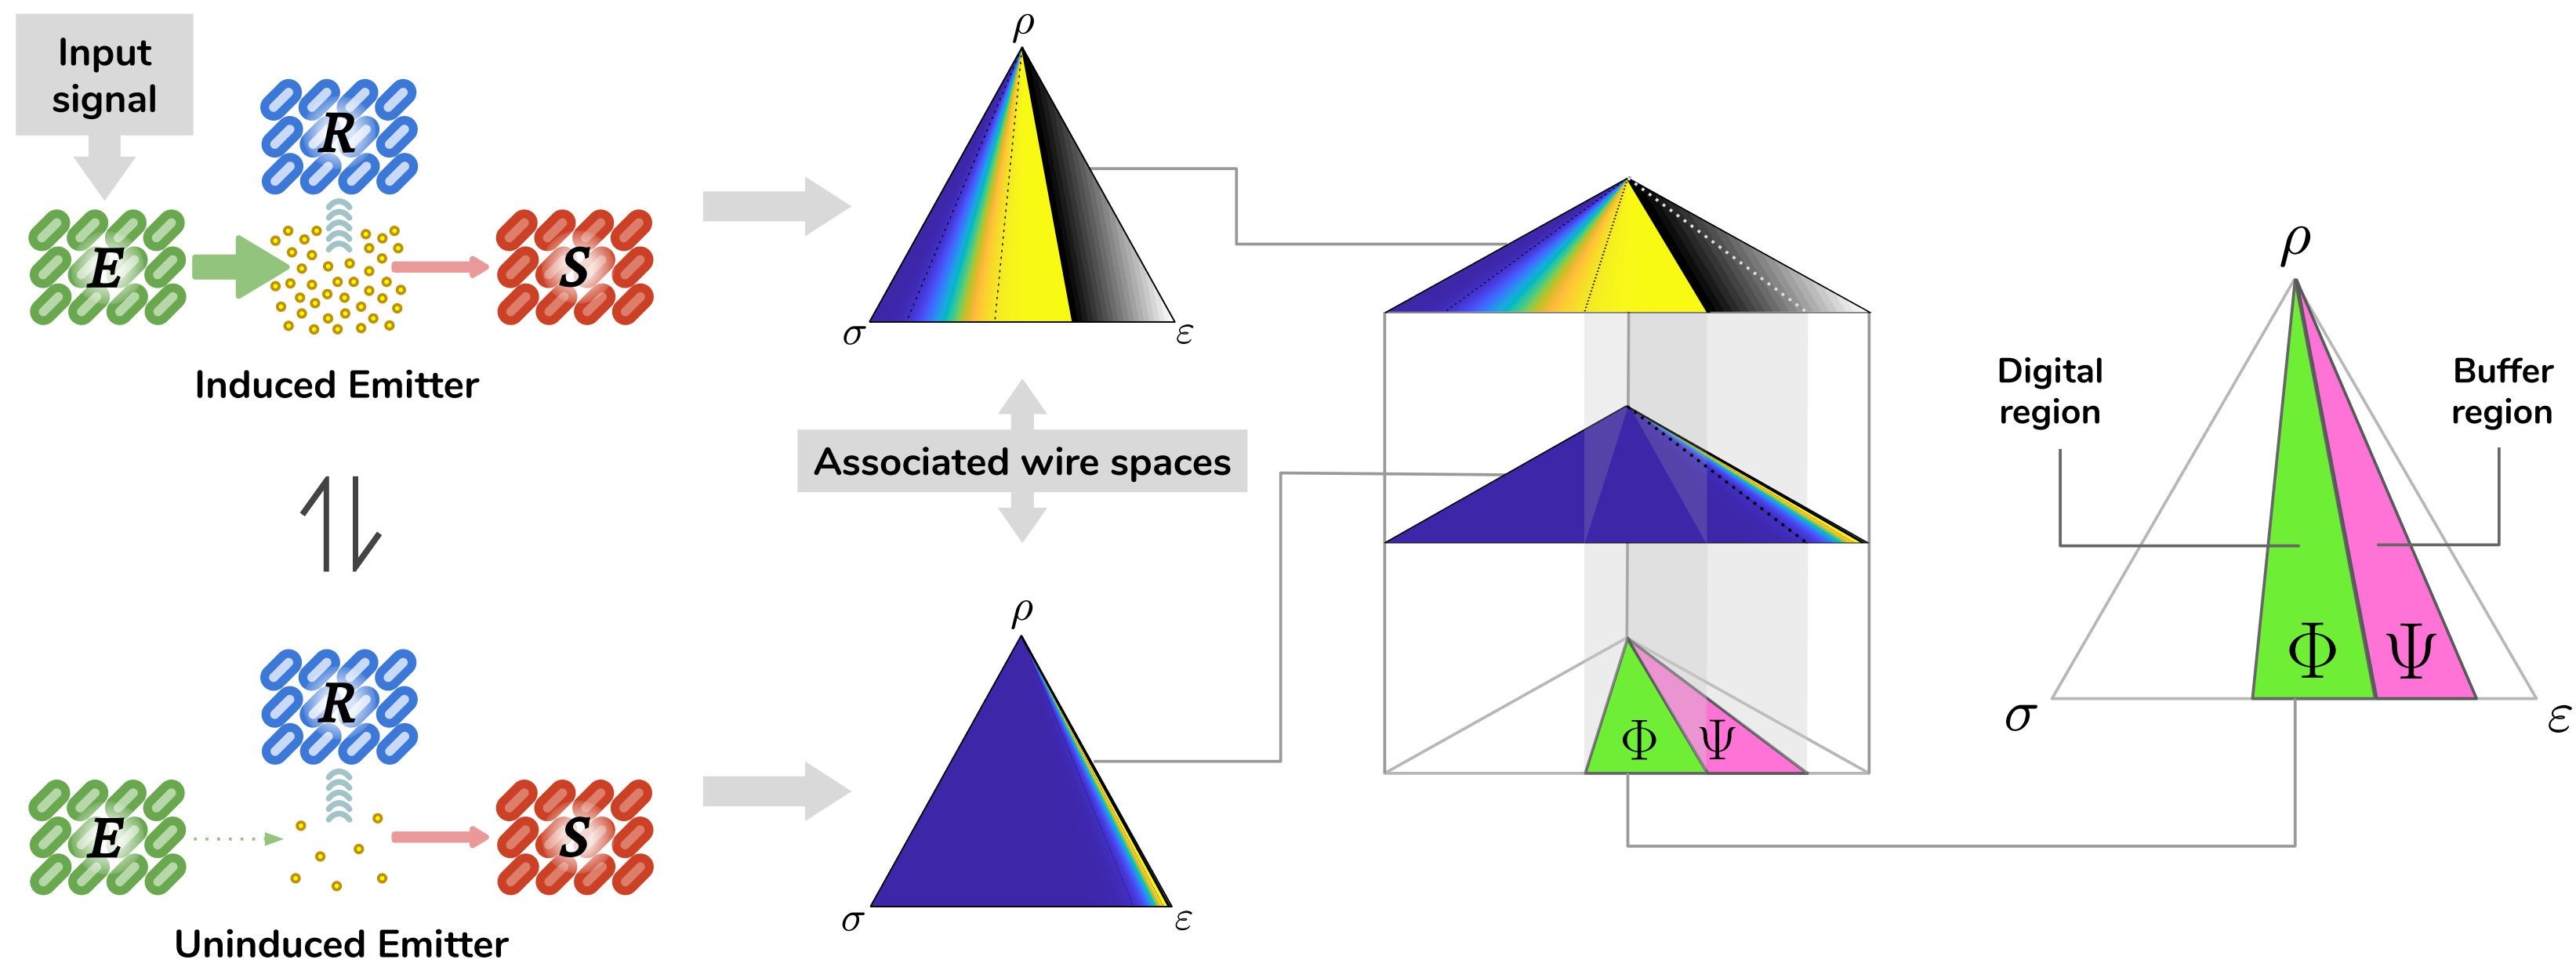 Input
signal
R
E
S
Induced Emitter
R
E
S
Uninduced Emitter
ρ
σ
ε
Associated wire spaces
ρ
σ
ε
Φ
Ψ
ρ
Digital
region
Buffer
region
Φ
Ψ
σ
ε